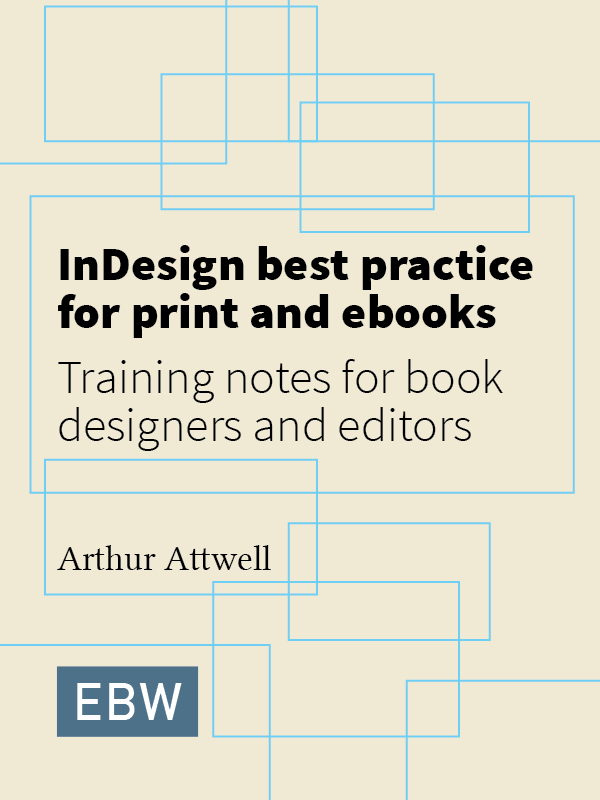 InDesign best practice
for print and ebooks
Training notes for book
designers and editors
Arthur Attwell
EBW